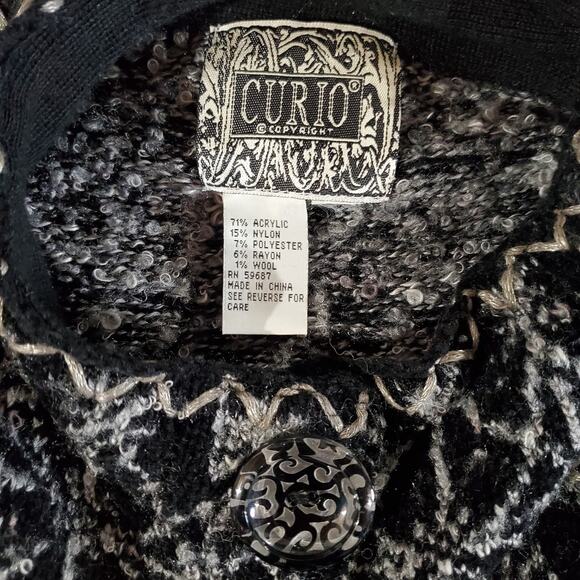 CURIO®
© COPYRIGHT
71% ACRYLIC
15% NYLON
7% POLYESTER
6% RAYON
1% WOOL
RN 59687
MADE IN CHINA
SEE REVERSE FOR
CARE